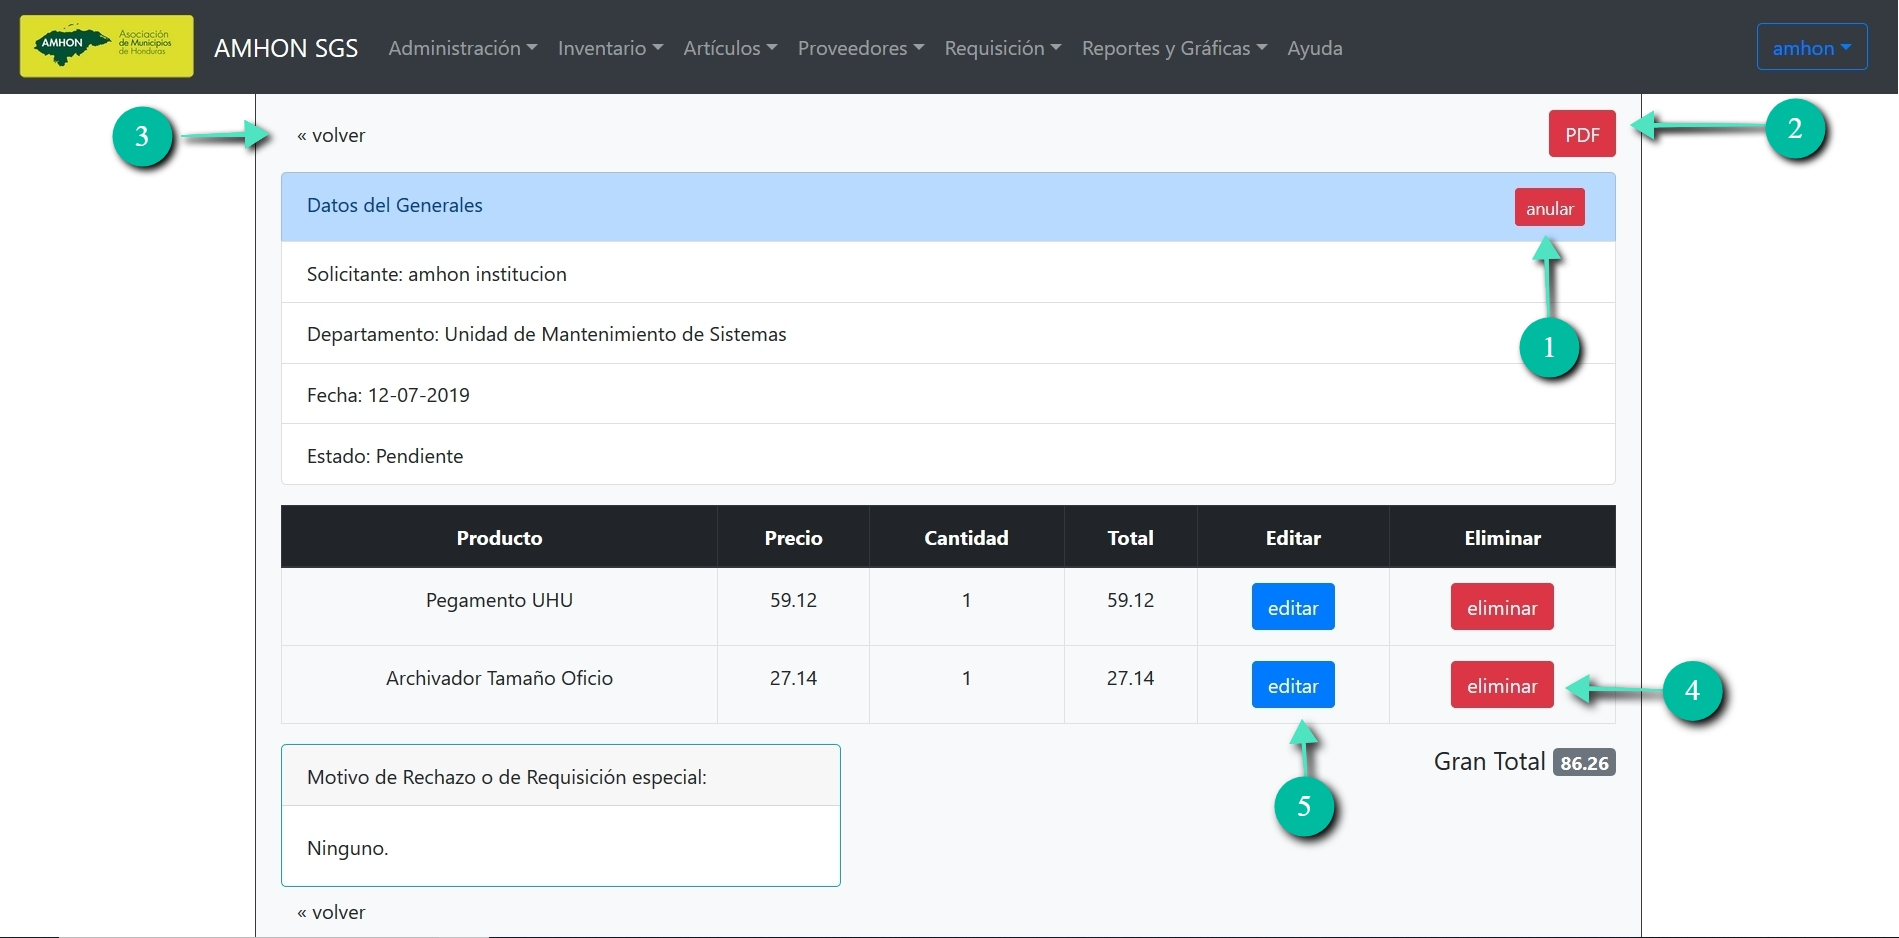 AMHON
Asociación
de Municipios
de Honduras
AMHON SGS Administración Inventario Artículos Proveedores Requisición Reportes y Gráficas Ayuda amhon
3 « volver PDF 2
Datos del Generales anular
Solicitante: amhon institucion
1
Departamento: Unidad de Mantenimiento de Sistemas
Fecha: 12-07-2019
Estado: Pendiente
Producto Precio Cantidad Total Editar Eliminar
Pegamento UHU 59.12 1 59.12 editar eliminar
Archivador Tamaño Oficio 27.14 1 27.14 editar eliminar 4
Gran Total 86.26
Motivo de Rechazo o de Requisición especial:
5
Ninguno.
« volver